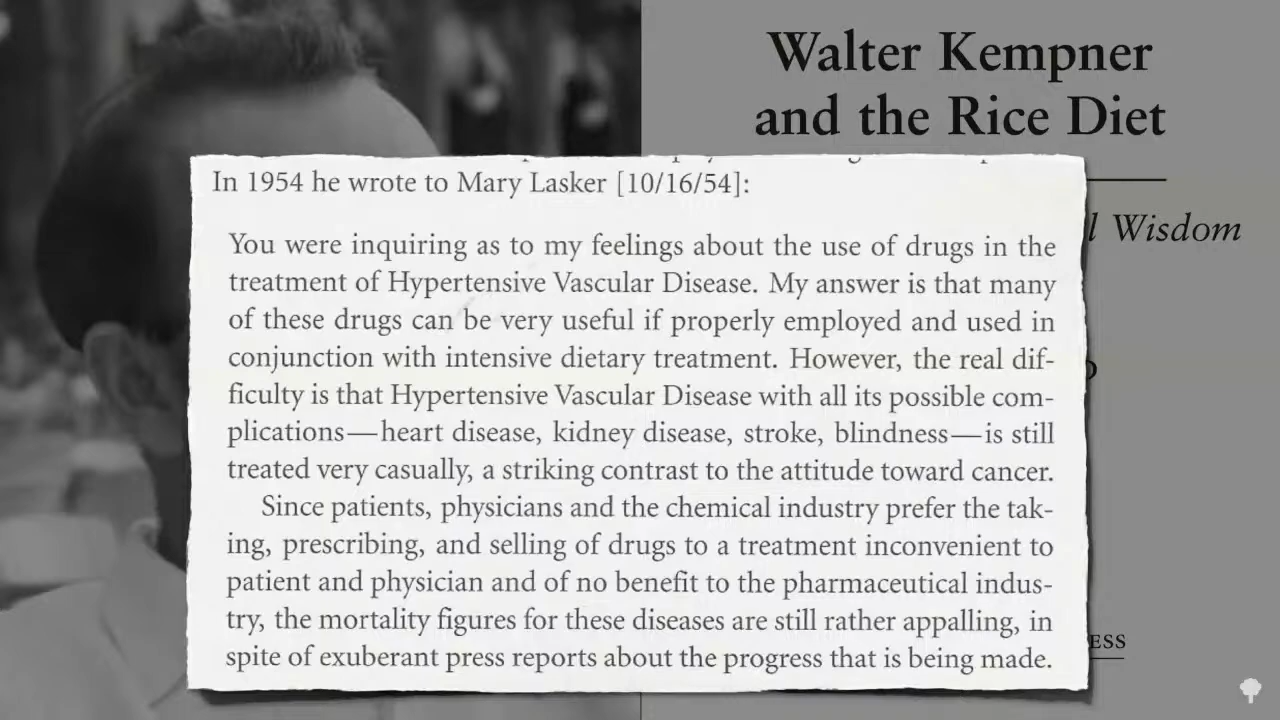 Walter Kempner
and the Rice Diet
Wisdom
In 1954 he wrote to Mary Lasker [10/16/54]:
You were inquiring as to my feelings about the use of drugs in the
treatment of Hypertensive Vascular Disease. My answer is that many
of these drugs can be very useful if properly employed and used in
conjunction with intensive dietary treatment. However, the real dif-
ficulty is that Hypertensive Vascular Disease with all its possible com-
plications—heart disease, kidney disease, stroke, blindness—is still
treated very casually, a striking contrast to the attitude toward cancer.
Since patients, physicians and the chemical industry prefer the tak-
ing, prescribing, and selling of drugs to a treatment inconvenient to
patient and physician and of no benefit to the pharmaceutical indus-
try, the mortality figures for these diseases are still rather appalling, in
spite of exuberant press reports about the progress that is being made.